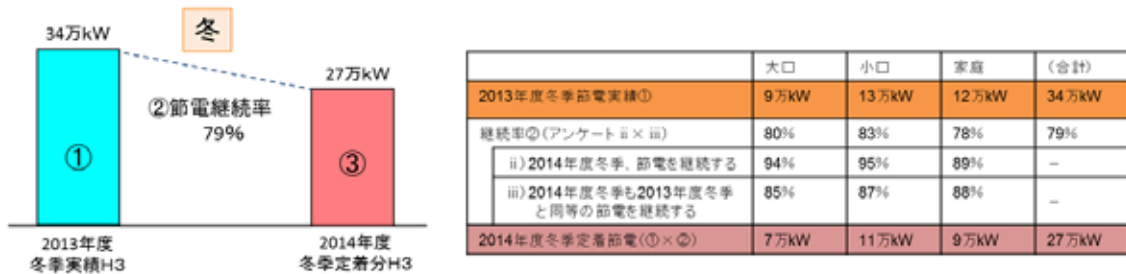 冬
34万kW
27万kW
②節電継続率
79%
①
③
2013年度
冬季実績H3
2014年度
冬季定着分H3
大口 小口 家庭 (合計)
2013年度冬季節電実績① 9万kW 13万kW 12万kW 34万kW
継続率②(アンケート ii × iii) 80% 83% 78% 79%
ii)2014年度冬季、節電を継続する 94% 95% 89% −
iii)2014年度冬季も2013年度冬季
と同等の節電を継続する 85% 87% 88% −
2014年度冬季定着節電(①×②) 7万kW 11万kW 9万kW 27万kW